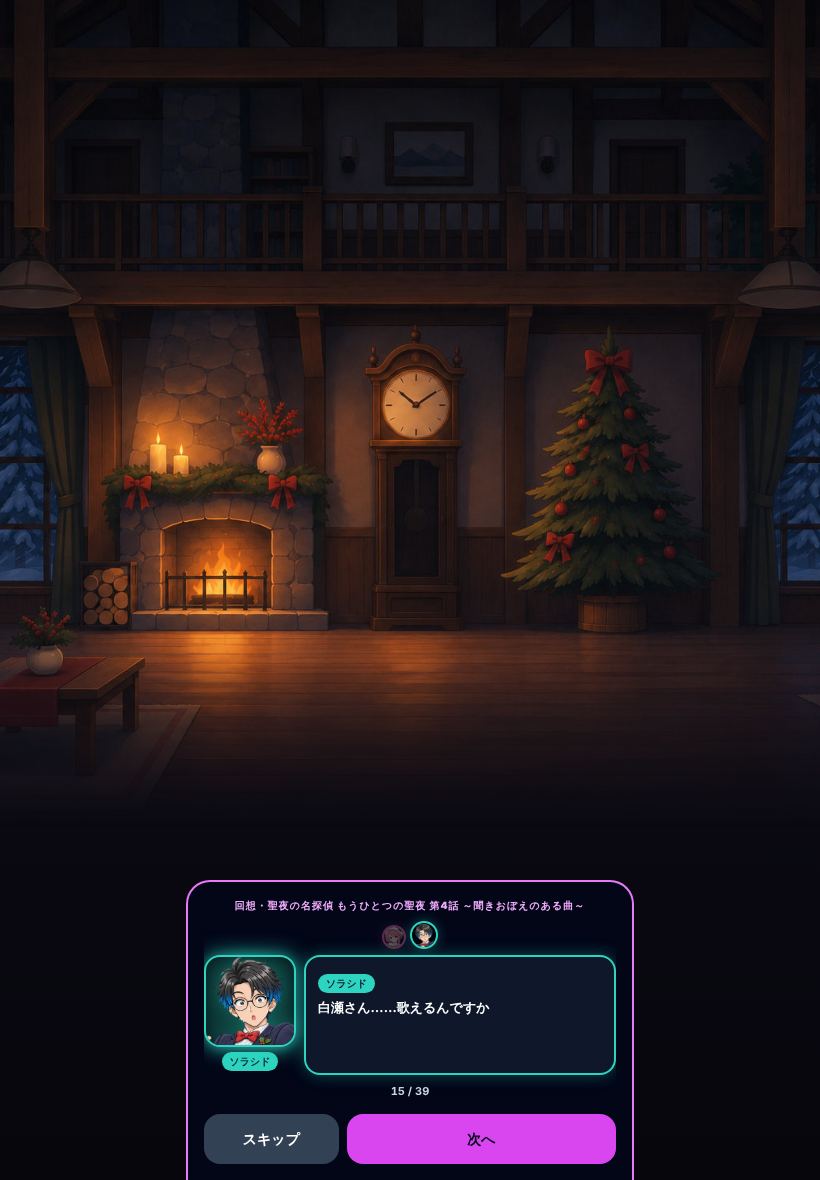 回想・聖夜の名探偵 もうひとつの聖夜 第4話 ～聞きおぼえのある曲～
ソラシド
白瀬さん……歌えるんですか
ソラシド
15 / 39
スキップ
次へ